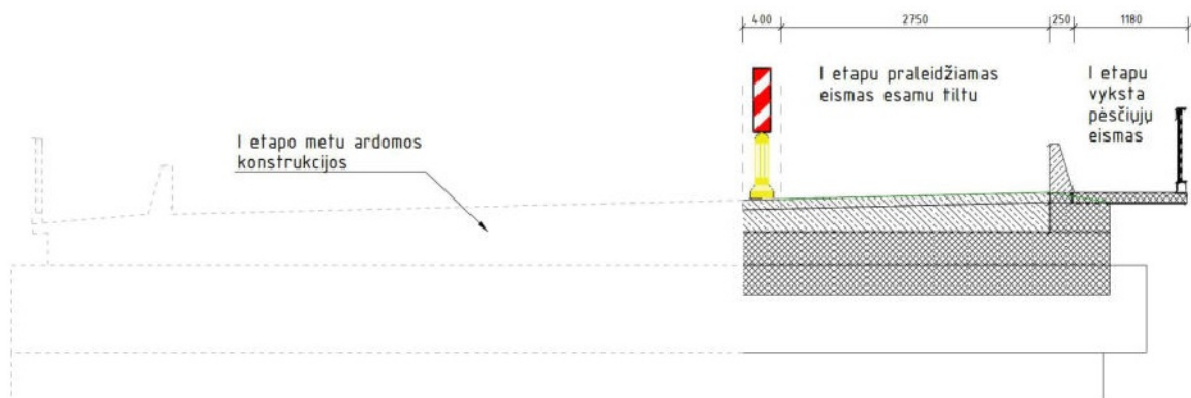 400 2750 250 1180
I etapu praleidžiamas
eismas esamu tiltu
I etapu
vyksta
pėsčiųjų
eismas
I etapo metu ardomos
konstrukcijos